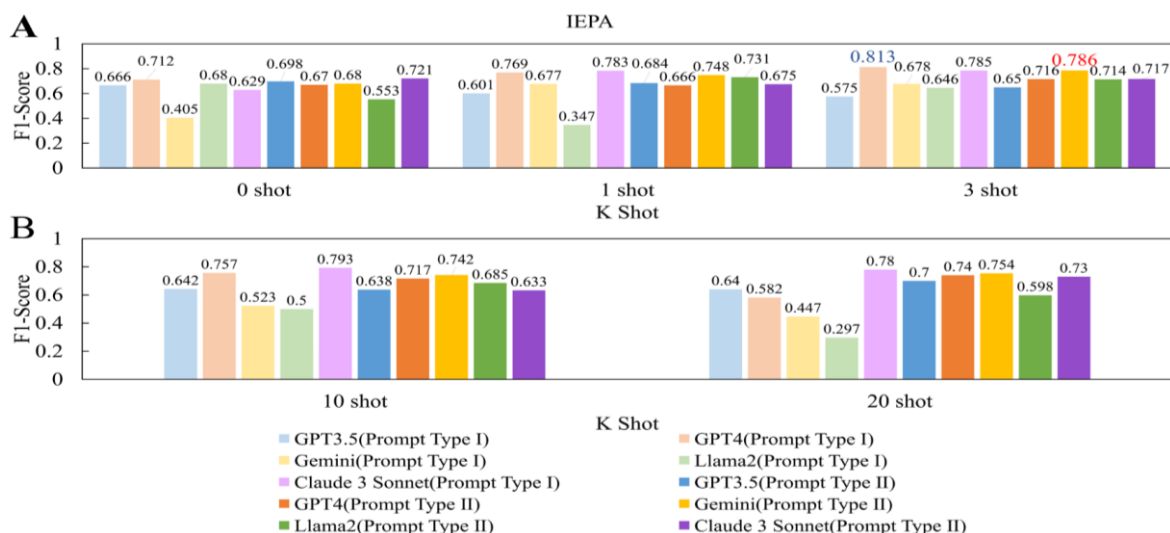 IEPA
A
F1-Score
1
0.8
0.6
0.4
0.2
0
0.666
0.712
0.405
0.68
0.629
0.698
0.67
0.68
0.553
0.721
0.601
0.769
0.677
0.347
0.783
0.684
0.666
0.748
0.731
0.675
0.575
0.813
0.678
0.646
0.785
0.65
0.716
0.786
0.714
0.717
0 shot
1 shot
3 shot
K Shot
B
F1-Score
1
0.8
0.6
0.4
0.2
0
0.642
0.757
0.523
0.5
0.793
0.638
0.717
0.742
0.685
0.633
0.64
0.582
0.447
0.297
0.78
0.7
0.74
0.754
0.598
0.73
10 shot
20 shot
K Shot
GPT3.5(Prompt Type I)
GPT4(Prompt Type I)
Gemini(Prompt Type I)
Llama2(Prompt Type I)
Claude 3 Sonnet(Prompt Type I)
GPT3.5(Prompt Type II)
GPT4(Prompt Type II)
Gemini(Prompt Type II)
Llama2(Prompt Type II)
Claude 3 Sonnet(Prompt Type II)